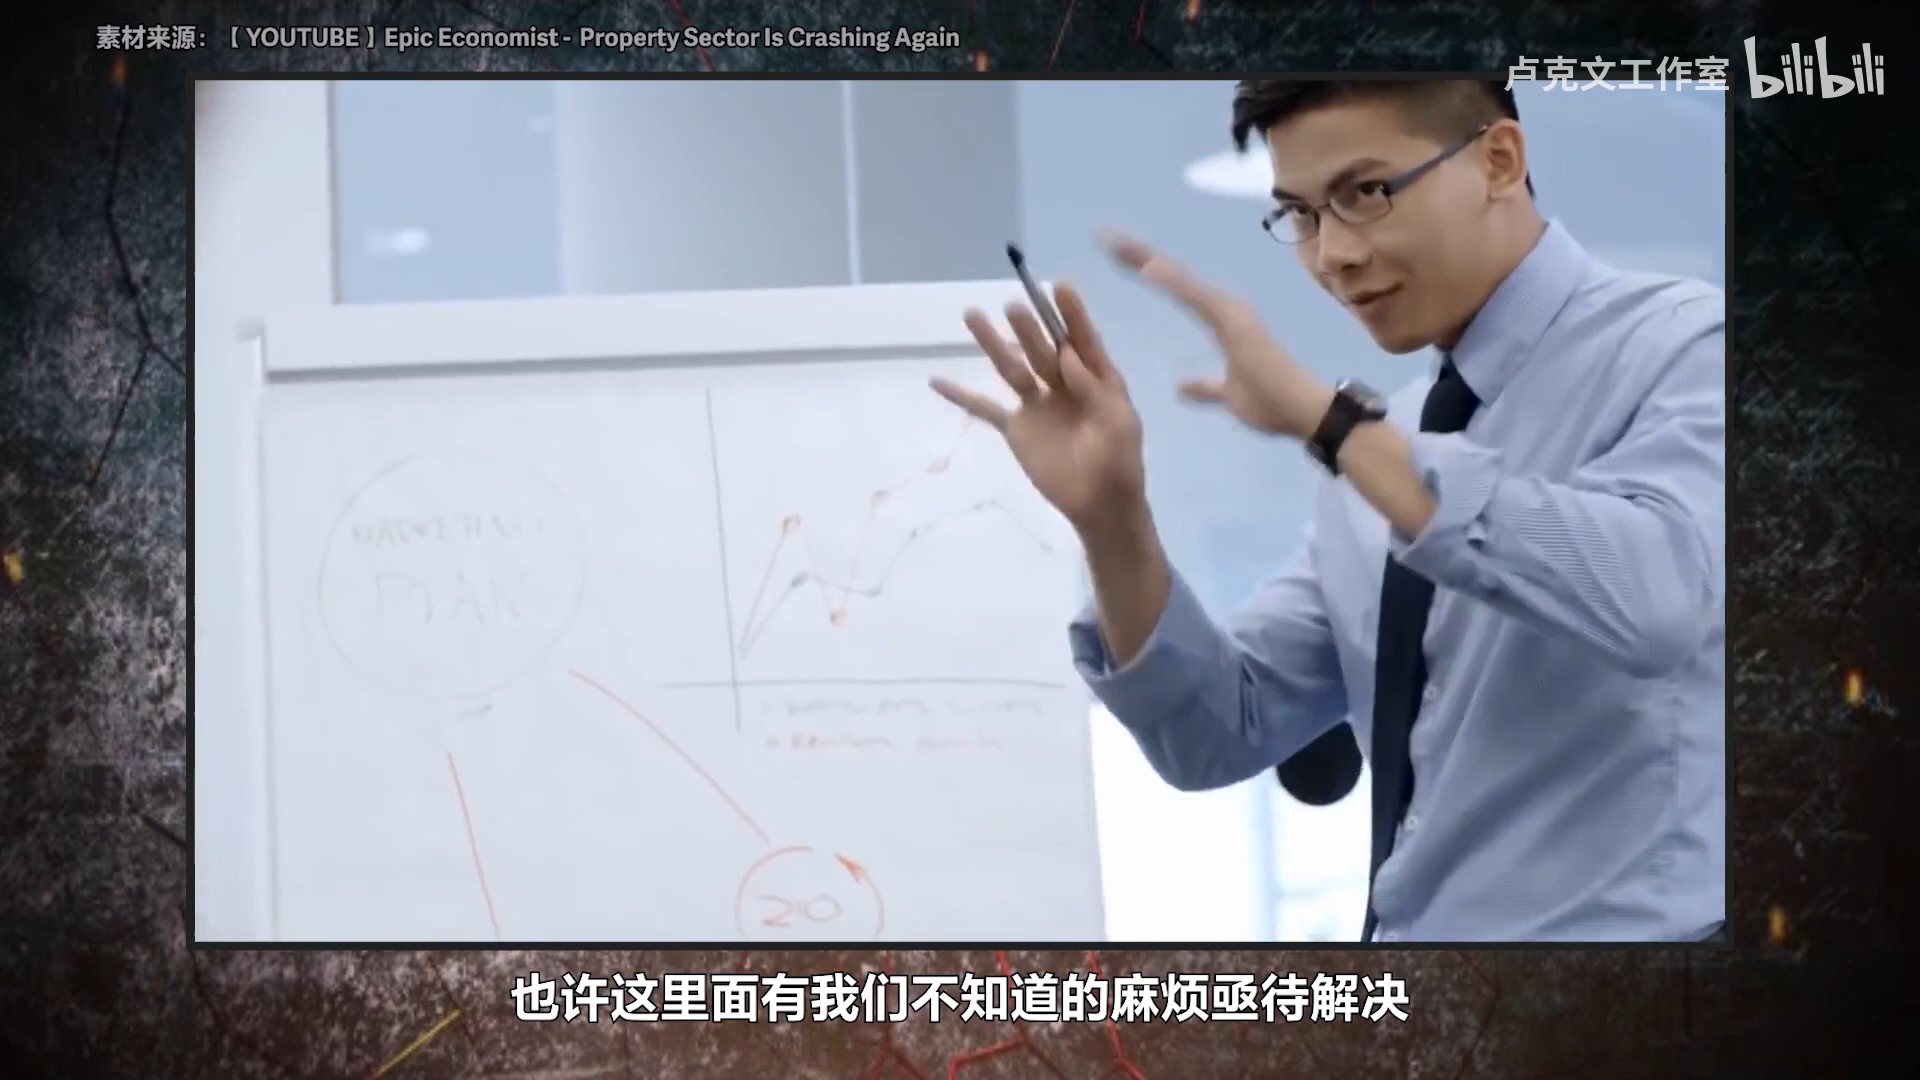 素材来源：【YOUTUBE】Epic Economist - Property Sector Is Crashing Again
卢克文工作室 bilibili
MARKETING
PLAN
210
也许这里面有我们不知道的麻烦亟待解决